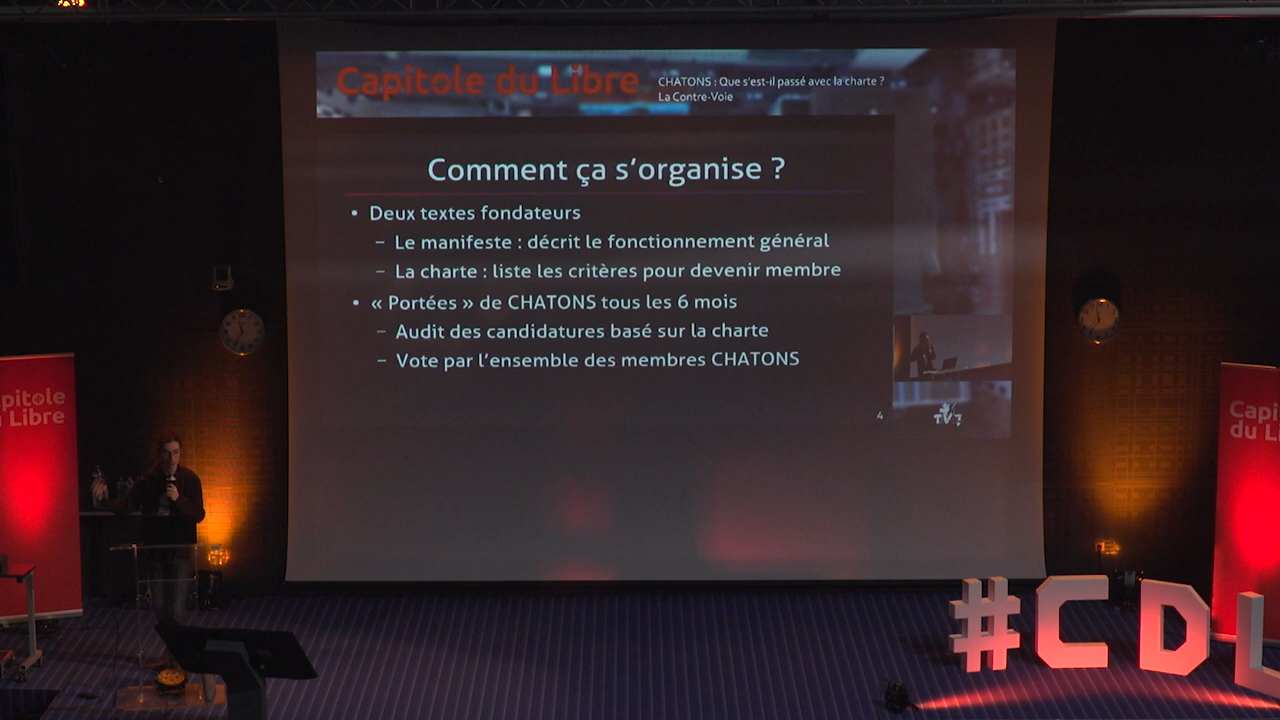 Capitole du Libre
CHATONS : Que s'est-il passé avec la charte ?
La Contre-Voie
Comment ça s'organise ?
• Deux textes fondateurs
– Le manifeste : décrit le fonctionnement général
– La charte : liste les critères pour devenir membre
• « Portées » de CHATONS tous les 6 mois
– Audit des candidatures basé sur la charte
– Vote par l'ensemble des membres CHATONS
4
pitole
u Libre
Capi
du L
#CDL